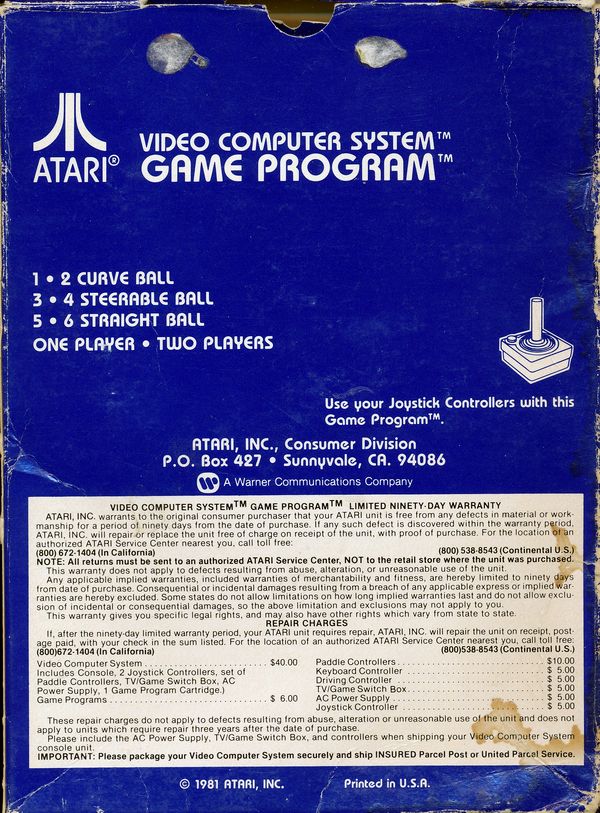 ATARI®
VIDEO COMPUTER SYSTEM™
GAME PROGRAM™
1 • 2 CURVE BALL
3 • 4 STEERABLE BALL
5 • 6 STRAIGHT BALL
ONE PLAYER • TWO PLAYERS
Use your Joystick Controllers with this
Game Program™.
ATARI, INC., Consumer Division
P.O. Box 427 • Sunnyvale, CA. 94086
A Warner Communications Company
VIDEO COMPUTER SYSTEM™ GAME PROGRAM™ LIMITED NINETY-DAY WARRANTY
ATARI, INC. warrants to the original consumer purchaser that your ATARI unit is free from any defects in material or work-
manship for a period of ninety days from the date of purchase. If any such defect is discovered within the warranty period,
ATARI, INC. will repair or replace the unit free of charge on receipt of the unit, with proof of purchase. For the location of
authorized ATARI Service Center nearest you, call toll free:
(800) 672-1404 (In California) (800) 538-8543 (Continental U.S.)
NOTE: All returns must be sent to an authorized ATARI Service Center, NOT to the retail store where the unit was purchased.
This warranty does not apply to defects resulting from abuse, alteration, or unreasonable use of the unit.
Any applicable implied warranties, included warranties of merchantability and fitness, are hereby limited to ninety days
from date of purchase. Consequential or incidental damages resulting from a breach of any applicable express or implied war-
ranties are hereby excluded. Some states do not allow limitations on how long implied warranties last and do not allow exclu-
sion of incidental or consequential damages, so the above limitation and exclusions may not apply to you.
This warranty gives you specific legal rights, and may also have other rights which vary from state to state.
REPAIR CHARGES
If, after the ninety-day limited warranty period, your ATARI unit requires repair, ATARI, INC. will repair the unit on receipt, post-
age paid, with your check in the sum listed. For the location of an authorized ATARI Service Center nearest you, call toll free:
(800)672-1404 (In California) (800)538-8543 (Continental U.S.)
Video Computer System . . . . . . . . . . . . . . . . . . . . . . $40.00
Includes Console, 2 Joystick Controllers, set of
Paddle Controllers, TV/Game Switch Box, AC
Power Supply, 1 Game Program Cartridge.)
Game Programs . . . . . . . . . . . . . . . . . . . . . . . . . . . . $ 6.00
Paddle Controllers . . . . . . . . . . . . . . . . . . . . . . . . . . $10.00
Keyboard Controller . . . . . . . . . . . . . . . . . . . . . . . . . $ 5.00
Driving Controller . . . . . . . . . . . . . . . . . . . . . . . . . . $ 5.00
TV/Game Switch Box . . . . . . . . . . . . . . . . . . . . . . . . $ 5.00
AC Power Supply . . . . . . . . . . . . . . . . . . . . . . . . . . $ 5.00
Joystick Controller . . . . . . . . . . . . . . . . . . . . . . . . . $ 5.00
These repair charges do not apply to defects resulting from abuse, alteration or unreasonable use of the unit and does not
apply to units which require repair three years after the date of purchase.
Please include the AC Power Supply, TV/Game Switch Box, and controllers when shipping your Video Computer System
console unit.
IMPORTANT: Please package your Video Computer System securely and ship INSURED Parcel Post or United Parcel Service.
© 1981 ATARI, INC. Printed in U.S.A.